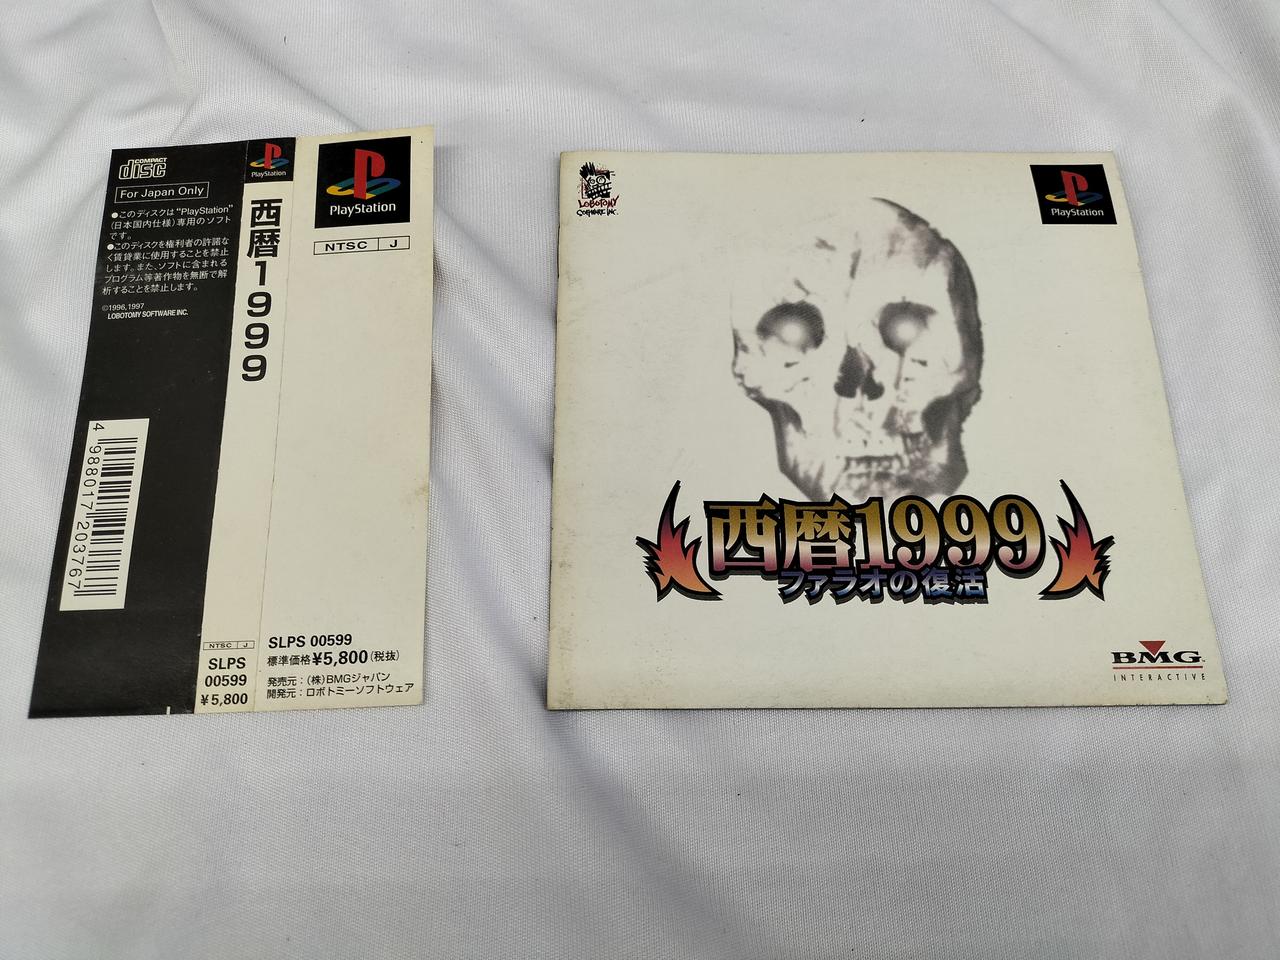 COMPACT
disc
For Japan Only
●このディスクは"PlayStation"
(日本国内仕様)専用のソフト
です。
●このディスクを権利者の許諾な
く賃貸業に使用することを禁止
します。また、ソフトに含まれる
プログラム等著作物を無断で解
析することを禁止します。
©1996,1997
LOBOTOMY SOFTWARE INC.
4 988017 203767
PlayStation
西暦1999
NTSC J
SLPS
00599
¥5,800
PlayStation
NTSC J
SLPS 00599
標準価格¥5,800(税抜)
発売元:(株)BMGジャパン
開発元:ロボトミーソフトウェア
LOBOTOMY
SOFTWARE INC.
PlayStation
西暦1999
ファラオの復活
BMG
INTERACTIVE